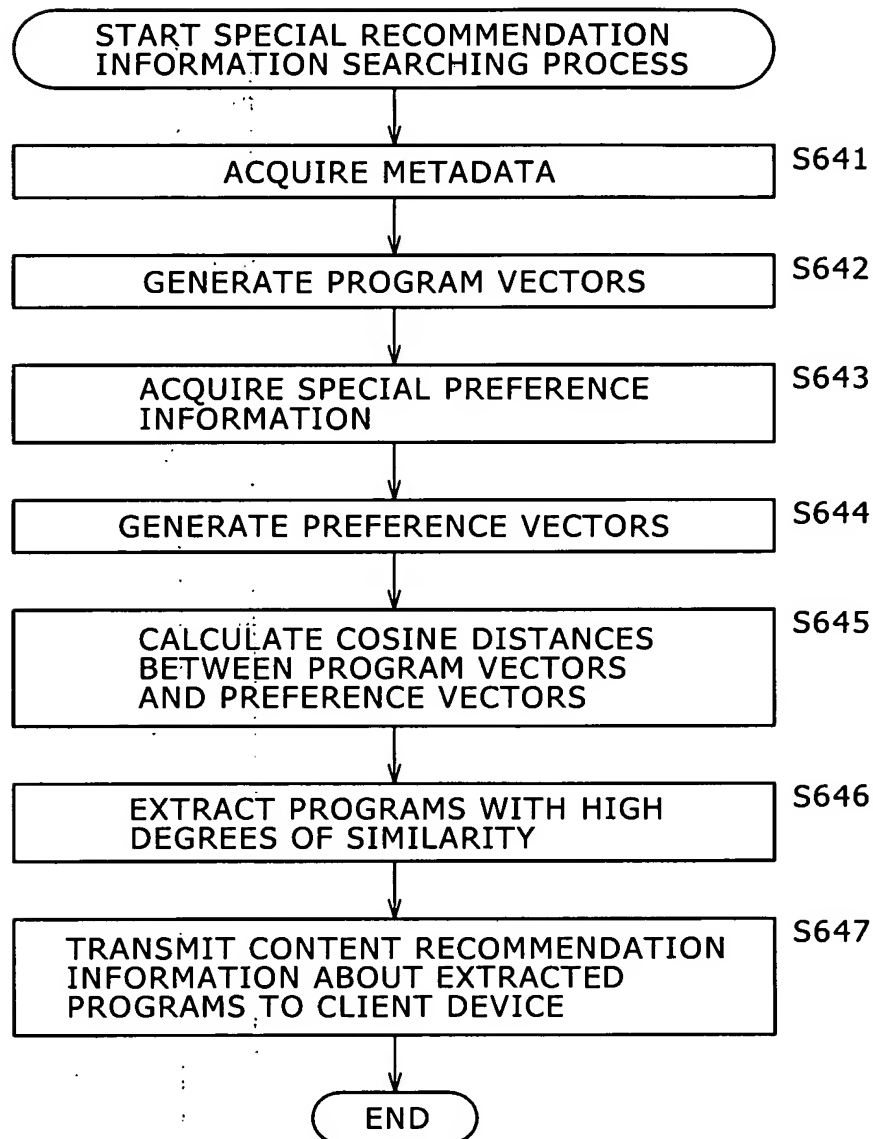 START SPECIAL RECOMMENDATION
INFORMATION SEARCHING PROCESS
ACQUIRE METADATA
S641
GENERATE PROGRAM VECTORS
S642
ACQUIRE SPECIAL PREFERENCE
INFORMATION
S643
GENERATE PREFERENCE VECTORS
S644
CALCULATE COSINE DISTANCES
BETWEEN PROGRAM VECTORS
AND PREFERENCE VECTORS
S645
EXTRACT PROGRAMS WITH HIGH
DEGREES OF SIMILARITY
S646
TRANSMIT CONTENT RECOMMENDATION
INFORMATION ABOUT EXTRACTED
PROGRAMS TO CLIENT DEVICE
S647
END